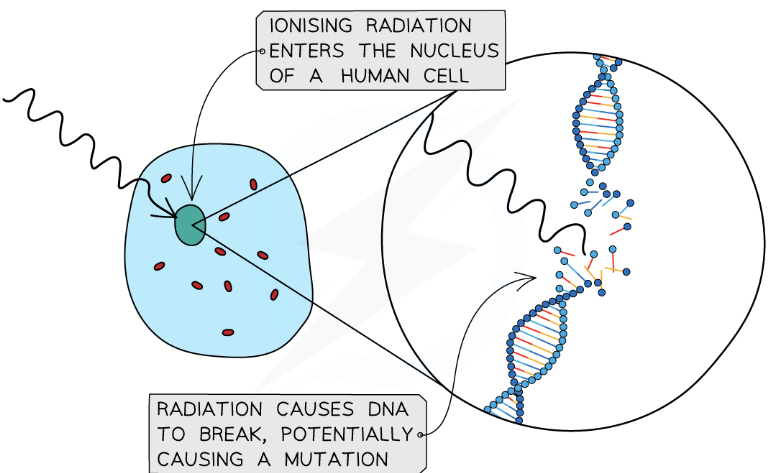 IONISING RADIATION
ENTERS THE NUCLEUS
OF A HUMAN CELL
RADIATION CAUSES DNA
TO BREAK, POTENTIALLY
CAUSING A MUTATION